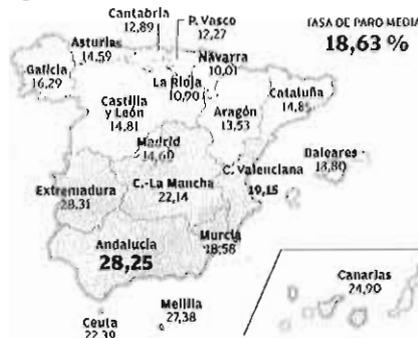 Cantabria
12,89
P. Vasco
12,27
TASA DE PARO MEDIA
18,63 %
Asturias
14,59
Navarra
10,01
Galicia
16,29
La Rioja
10,90
Cataluña
Castilla
y León
14,81
Aragón
13,53
Madrid
14,60
Baleares
13,80
C. Valenciana
19,15
Extremadura
28,31
C.-La Mancha
22,14
Andalucía
28,25
Murcia
18,58
Canarias
24,90
Ceuta
22,39
Melilla
27,38